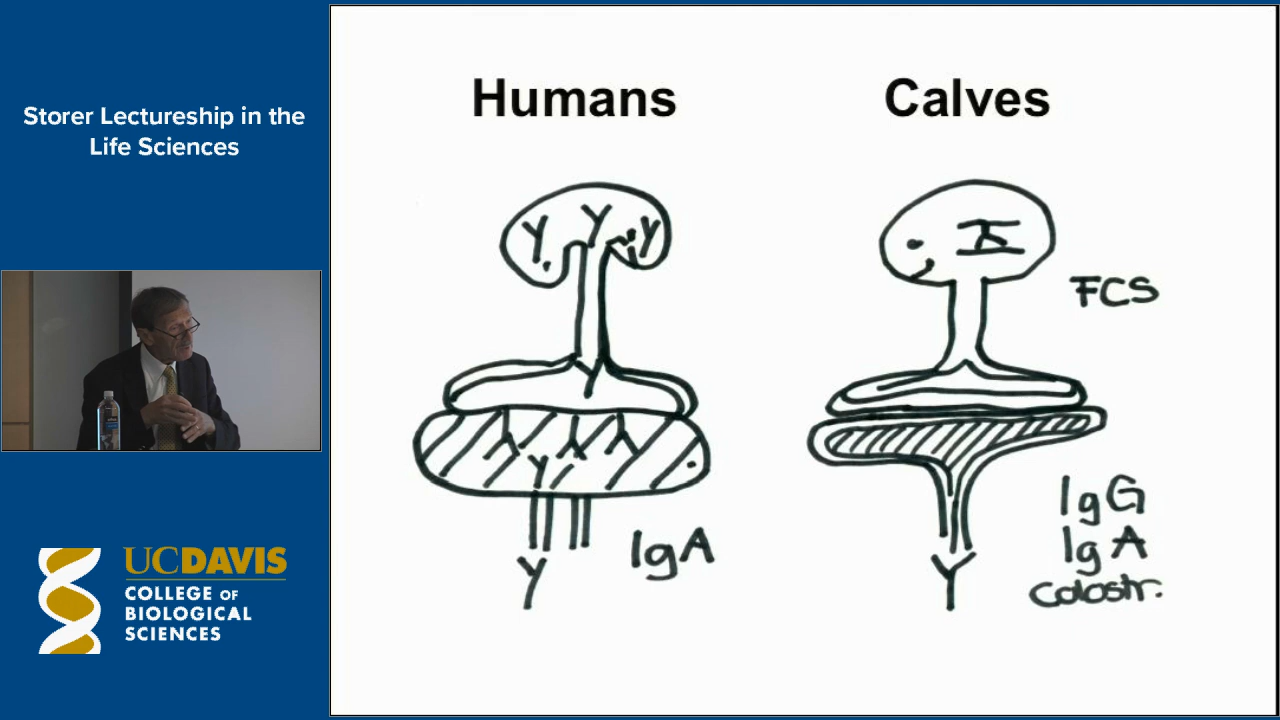 Storer Lectureship in the
Life Sciences
UCDAVIS
COLLEGE OF
BIOLOGICAL
SCIENCES
Humans
Calves
FCS
IgA
IgG
IgA
Colostr.